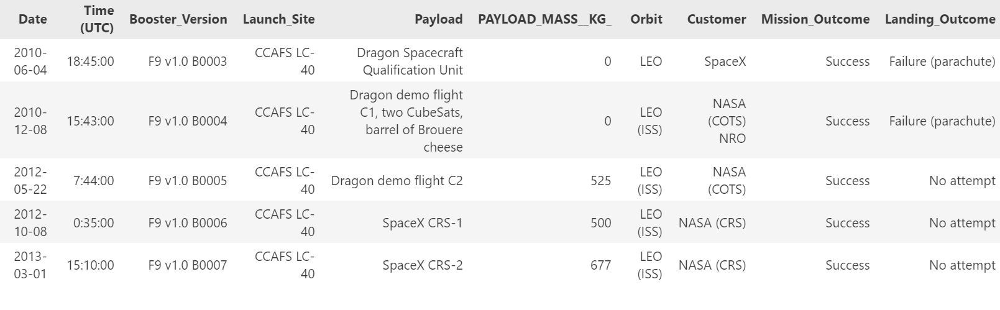 Date Time (UTC) Booster_Version Launch_Site Payload PAYLOAD_MASS__KG_ Orbit Customer Mission_Outcome Landing_Outcome
2010-06-04 18:45:00 F9 v1.0 B0003 CCAFS LC-40 Dragon Spacecraft Qualification Unit 0 LEO SpaceX Success Failure (parachute)
2010-12-08 15:43:00 F9 v1.0 B0004 CCAFS LC-40 Dragon demo flight C1, two CubeSats, barrel of Brouere cheese 0 LEO (ISS) NASA (COTS) NRO Success Failure (parachute)
2012-05-22 7:44:00 F9 v1.0 B0005 CCAFS LC-40 Dragon demo flight C2 525 LEO (ISS) NASA (COTS) Success No attempt
2012-10-08 0:35:00 F9 v1.0 B0006 CCAFS LC-40 SpaceX CRS-1 500 LEO (ISS) NASA (CRS) Success No attempt
2013-03-01 15:10:00 F9 v1.0 B0007 CCAFS LC-40 SpaceX CRS-2 677 LEO (ISS) NASA (CRS) Success No attempt